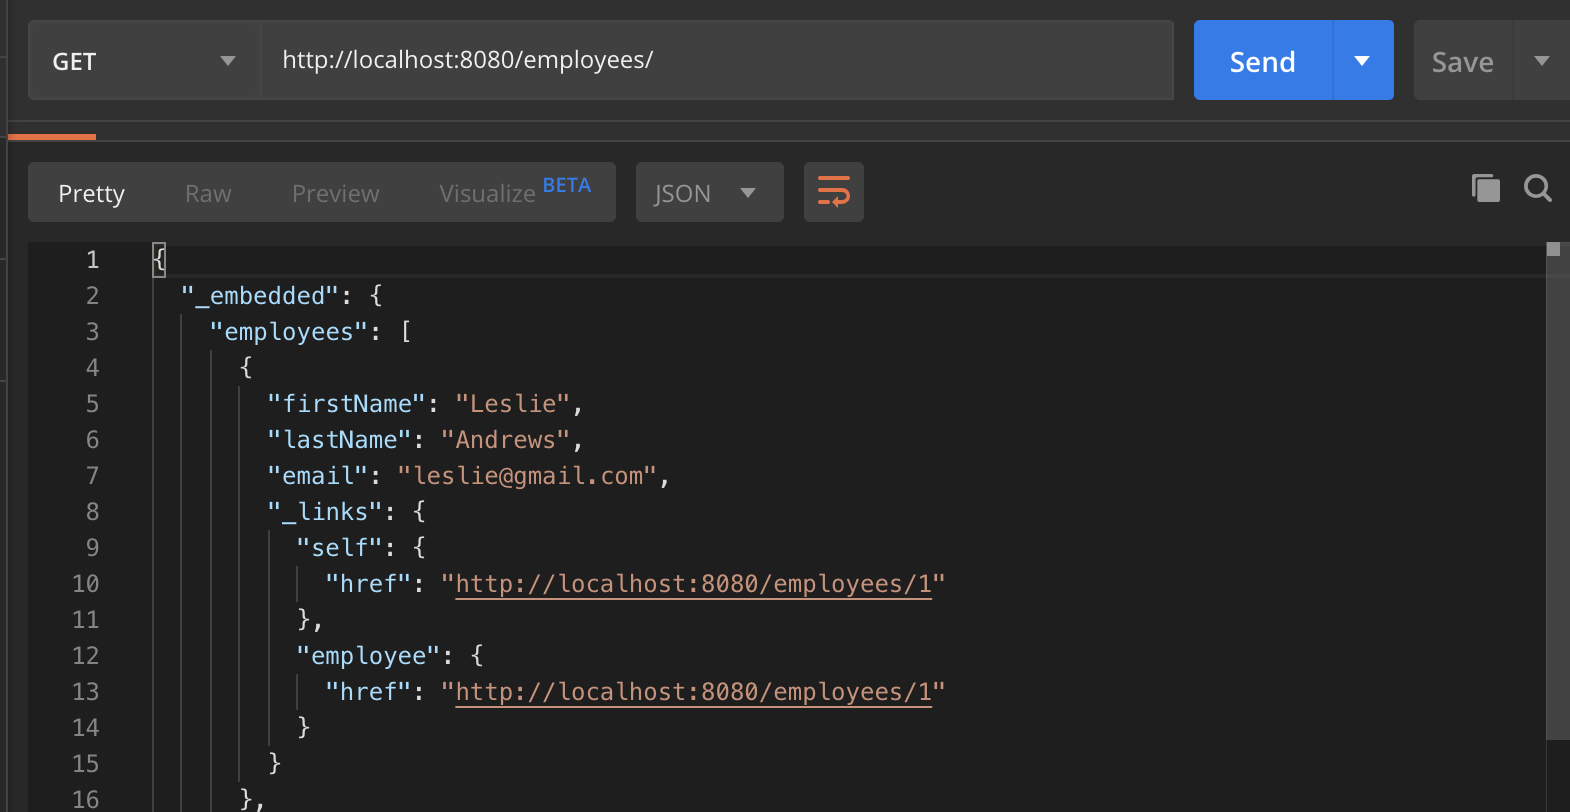 GET http://localhost:8080/employees/ Send Save
Pretty Raw Preview Visualize BETA JSON
1 {
2 "_embedded": {
3 "employees": [
4 {
5 "firstName": "Leslie",
6 "lastName": "Andrews",
7 "email": "leslie@gmail.com",
8 "_links": {
9 "self": {
10 "href": "http://localhost:8080/employees/1"
11 },
12 "employee": {
13 "href": "http://localhost:8080/employees/1"
14 }
15 }
16 },